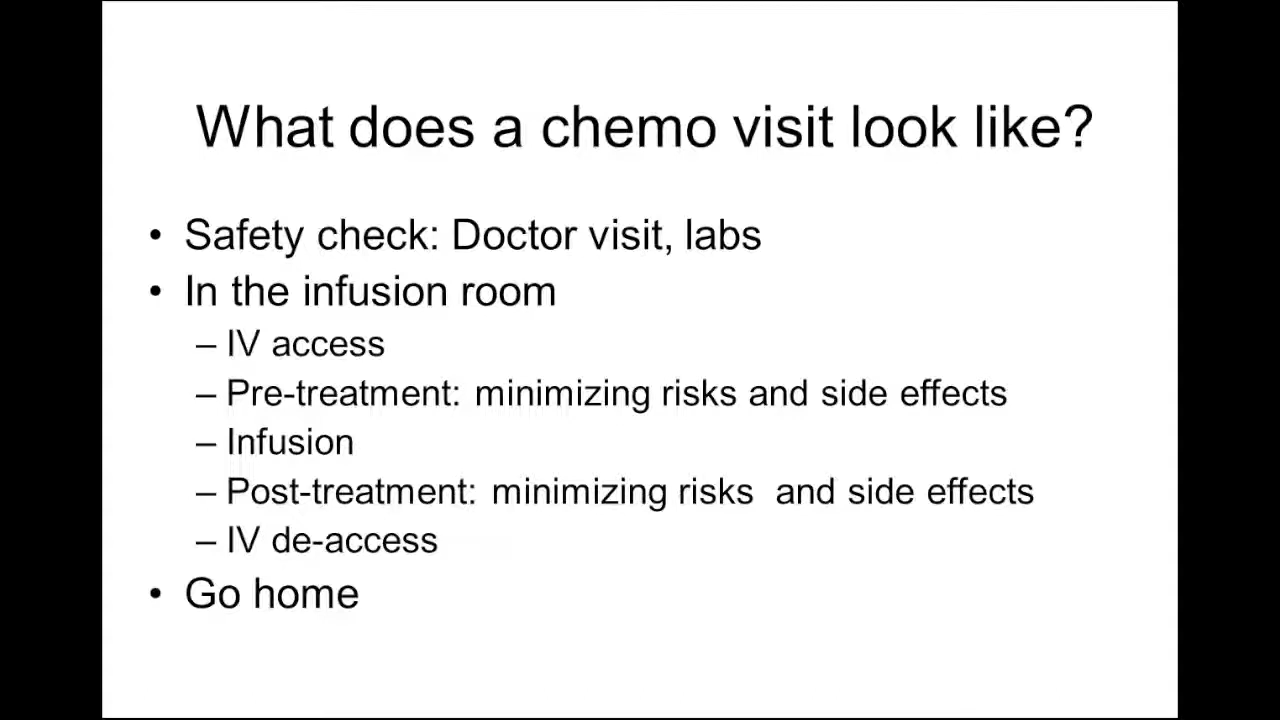 What does a chemo visit look like?
• Safety check: Doctor visit, labs
• In the infusion room
– IV access
– Pre-treatment: minimizing risks and side effects
– Infusion
– Post-treatment: minimizing risks  and side effects
– IV de-access
• Go home